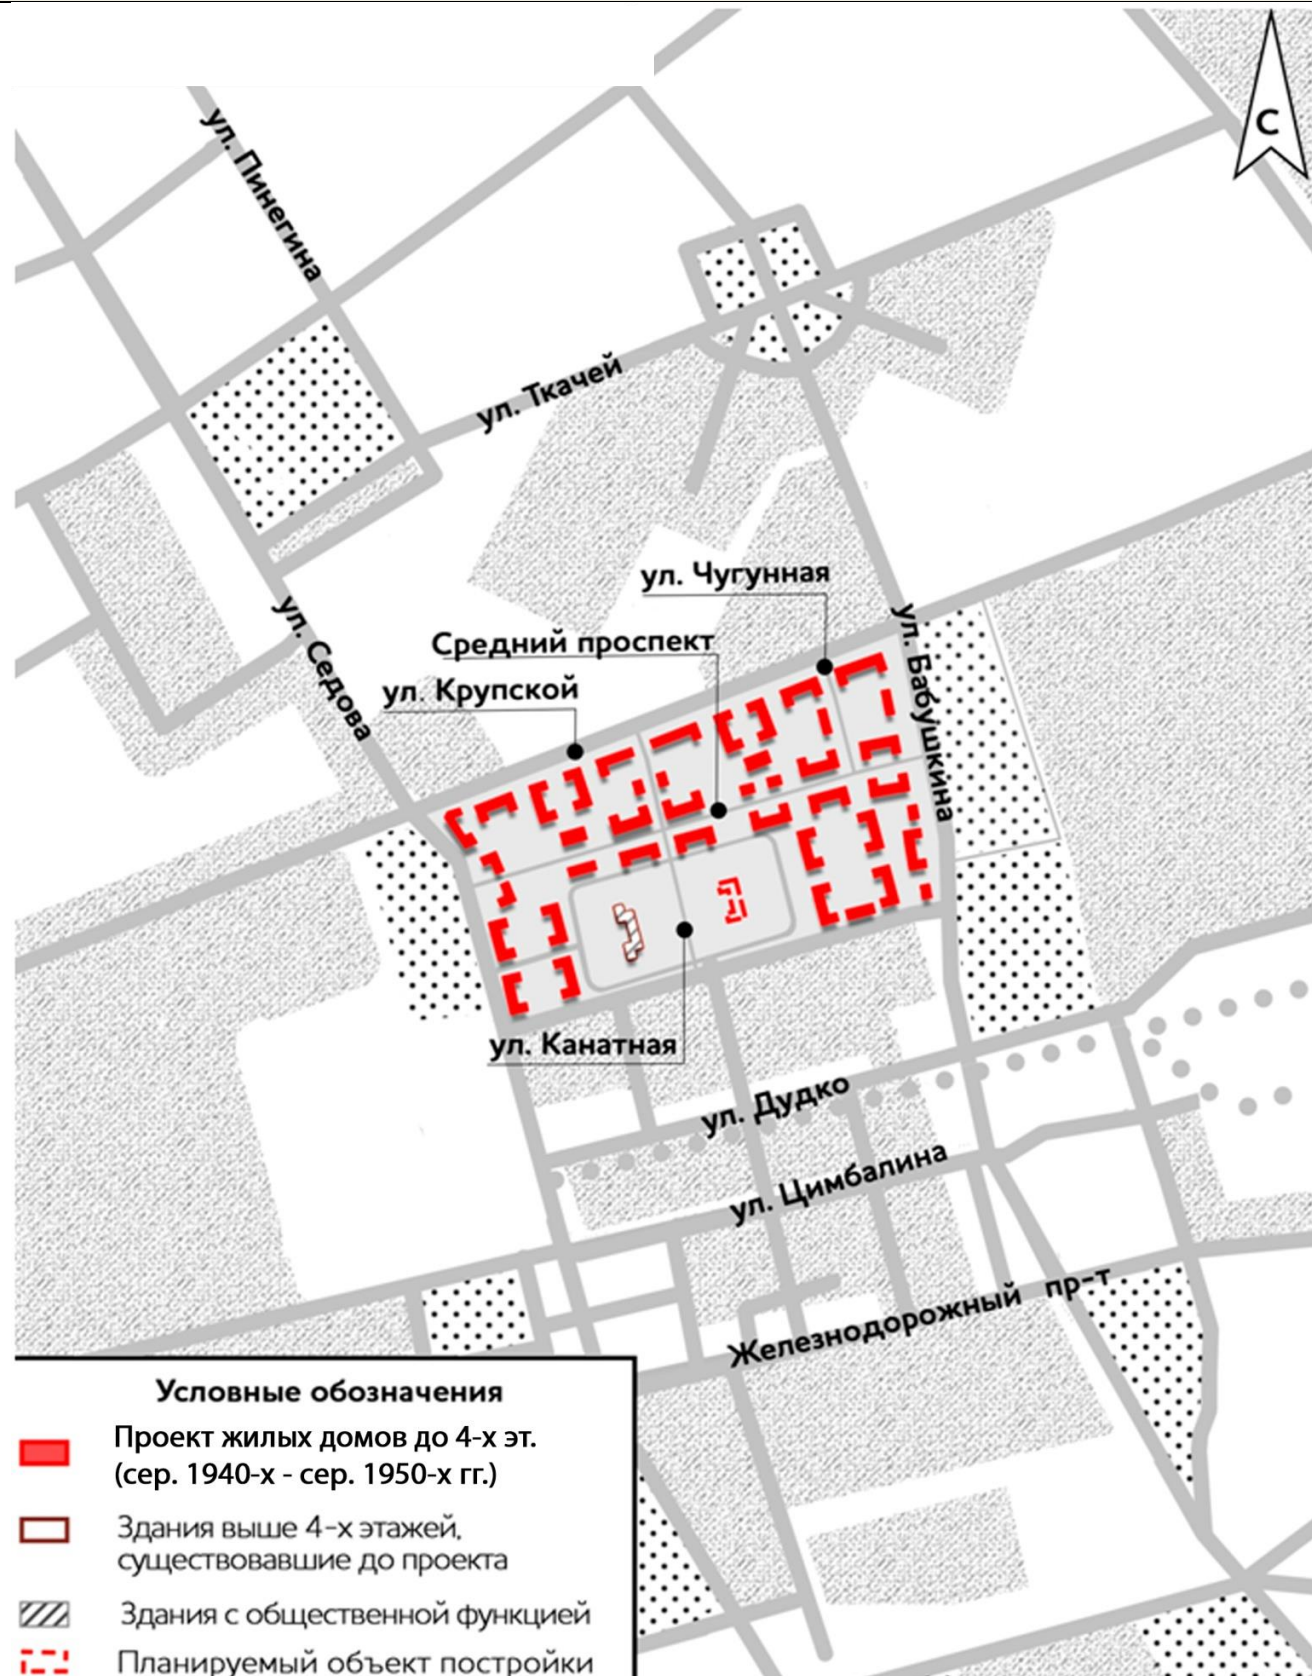 С
ул. Пинегина
ул. Ткачей
ул. Чугунная
ул. Седова
Средний проспект
ул. Крупской
ул. Бабушкина
ул. Канатная
ул. Дудко
ул. Цимбалина
Железнодорожный пр-т
Условные обозначения
Проект жилых домов до 4-х эт.
(сер. 1940-х - сер. 1950-х гг.)
Здания выше 4-х этажей,
существовавшие до проекта
Здания с общественной функцией
Планируемый объект постройки